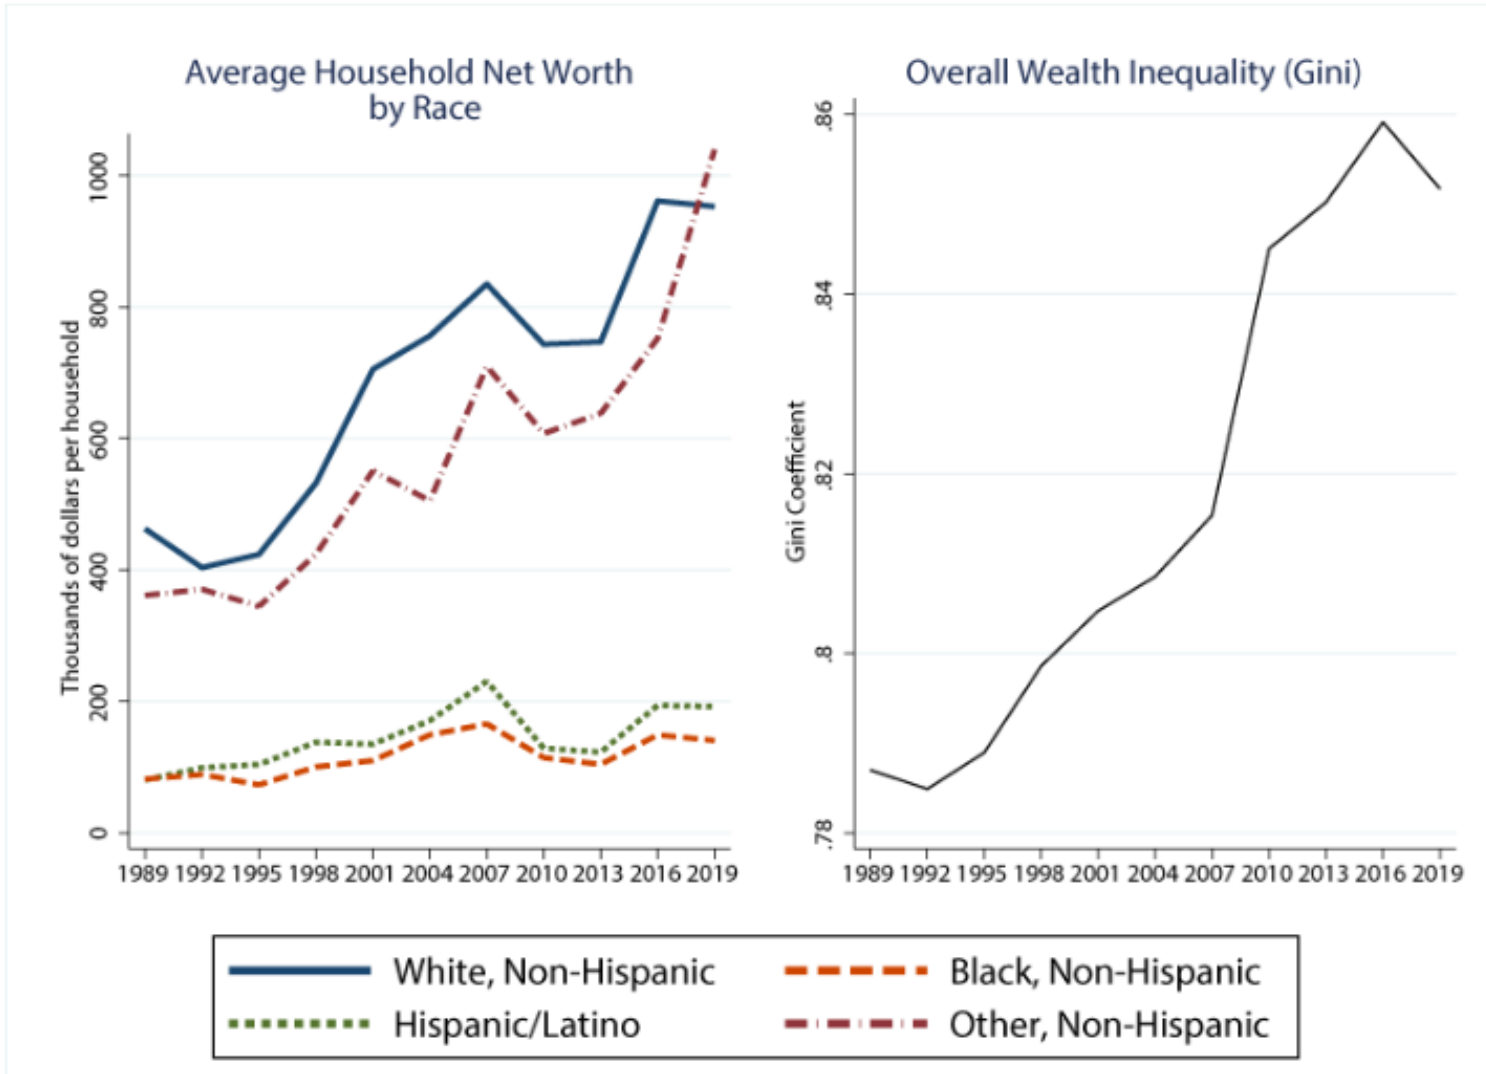 Average Household Net Worth
by Race
Thousands of dollars per household
1000
800
600
400
200
0
1989 1992 1995 1998 2001 2004 2007 2010 2013 2016 2019
Overall Wealth Inequality (Gini)
Gini Coefficient
.86
.84
.82
.8
.78
1989 1992 1995 1998 2001 2004 2007 2010 2013 2016 2019
White, Non-Hispanic
Black, Non-Hispanic
Hispanic/Latino
Other, Non-Hispanic